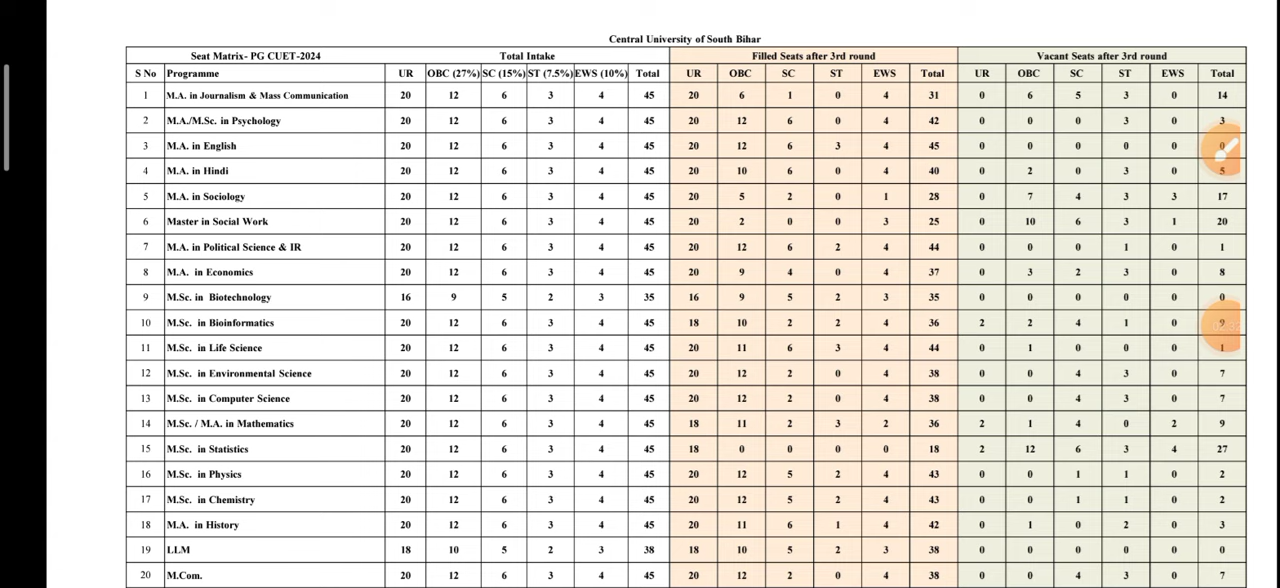 Central University of South Bihar
Seat Matrix- PG CUET-2024 Total Intake Filled Seats after 3rd round Vacant Seats after 3rd round
S No Programme UR OBC (27%) SC (15%) ST (7.5%) EWS (10%) Total UR OBC SC ST EWS Total UR OBC SC ST EWS Total
1 M.A. in Journalism & Mass Communication 20 12 6 3 4 45 20 6 1 0 4 31 0 6 5 3 0 14
2 M.A./M.Sc. in Psychology 20 12 6 3 4 45 20 12 6 0 4 42 0 0 0 3 0 3
3 M.A. in English 20 12 6 3 4 45 20 12 6 3 4 45 0 0 0 0 0 0
4 M.A. in Hindi 20 12 6 3 4 45 20 10 6 0 4 40 0 2 0 3 0 5
5 M.A. in Sociology 20 12 6 3 4 45 20 5 2 0 1 28 0 7 4 3 3 17
6 Master in Social Work 20 12 6 3 4 45 20 2 0 0 3 25 0 10 6 3 1 20
7 M.A. in Political Science & IR 20 12 6 3 4 45 20 12 6 2 4 44 0 0 0 1 0 1
8 M.A. in Economics 20 12 6 3 4 45 20 9 4 0 4 37 0 3 2 3 0 8
9 M.Sc. in Biotechnology 16 9 5 2 3 35 16 9 5 2 3 35 0 0 0 0 0 0
10 M.Sc. in Bioinformatics 20 12 6 3 4 45 18 10 2 2 4 36 2 2 4 1 0 9
11 M.Sc. in Life Science 20 12 6 3 4 45 20 11 6 3 4 44 0 1 0 0 0 1
12 M.Sc. in Environmental Science 20 12 6 3 4 45 20 12 2 0 4 38 0 0 4 3 0 7
13 M.Sc. in Computer Science 20 12 6 3 4 45 20 12 2 0 4 38 0 0 4 3 0 7
14 M.Sc. / M.A. in Mathematics 20 12 6 3 4 45 18 11 2 3 2 36 2 1 4 0 2 9
15 M.Sc. in Statistics 20 12 6 3 4 45 18 0 0 0 0 18 2 12 6 3 4 27
16 M.Sc. in Physics 20 12 6 3 4 45 20 12 5 2 4 43 0 0 1 1 0 2
17 M.Sc. in Chemistry 20 12 6 3 4 45 20 12 5 2 4 43 0 0 1 1 0 2
18 M.A. in History 20 12 6 3 4 45 20 11 6 1 4 42 0 1 0 2 0 3
19 LLM 18 10 5 2 3 38 18 10 5 2 3 38 0 0 0 0 0 0
20 M.Com. 20 12 6 3 4 45 20 12 2 0 4 38 0 0 4 3 0 7